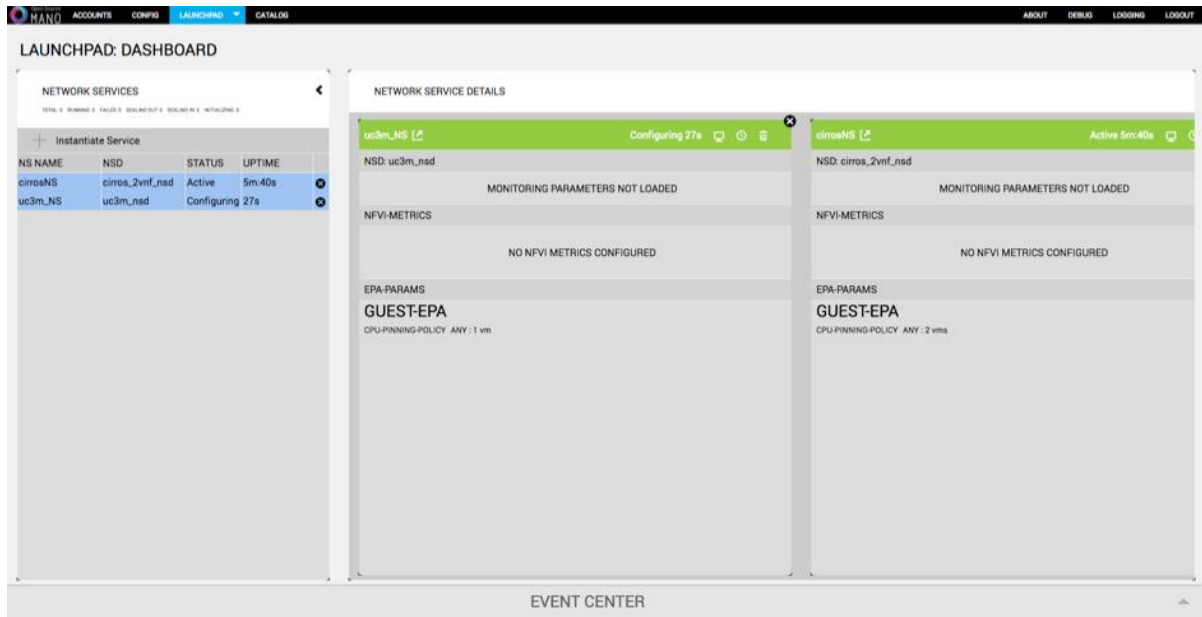 Open Source
MANO ACCOUNTS CONFIG LAUNCHPAD CATALOG ABOUT DEBUG LOGGING LOGOUT
LAUNCHPAD: DASHBOARD
NETWORK SERVICES
NETWORK SERVICE DETAILS
Instantiate Service
NS NAME NSD STATUS UPTIME
cirrosNS cirros_2vnf_nsd Active 5m:40s
uc3m_NS uc3m_nsd Configuring 27s
uc3m_NS Configuring 27s
NSD: uc3m_nsd
MONITORING PARAMETERS NOT LOADED
NFVI-METRICS
NO NFVI METRICS CONFIGURED
EPA-PARAMS
GUEST-EPA
CPU-PINNING-POLICY ANY : 1 vm
cirrosNS Active 5m:40s
NSD: cirros_2vnf_nsd
MONITORING PARAMETERS NOT LOADED
NFVI-METRICS
NO NFVI METRICS CONFIGURED
EPA-PARAMS
GUEST-EPA
CPU-PINNING-POLICY ANY : 2 vms
EVENT CENTER